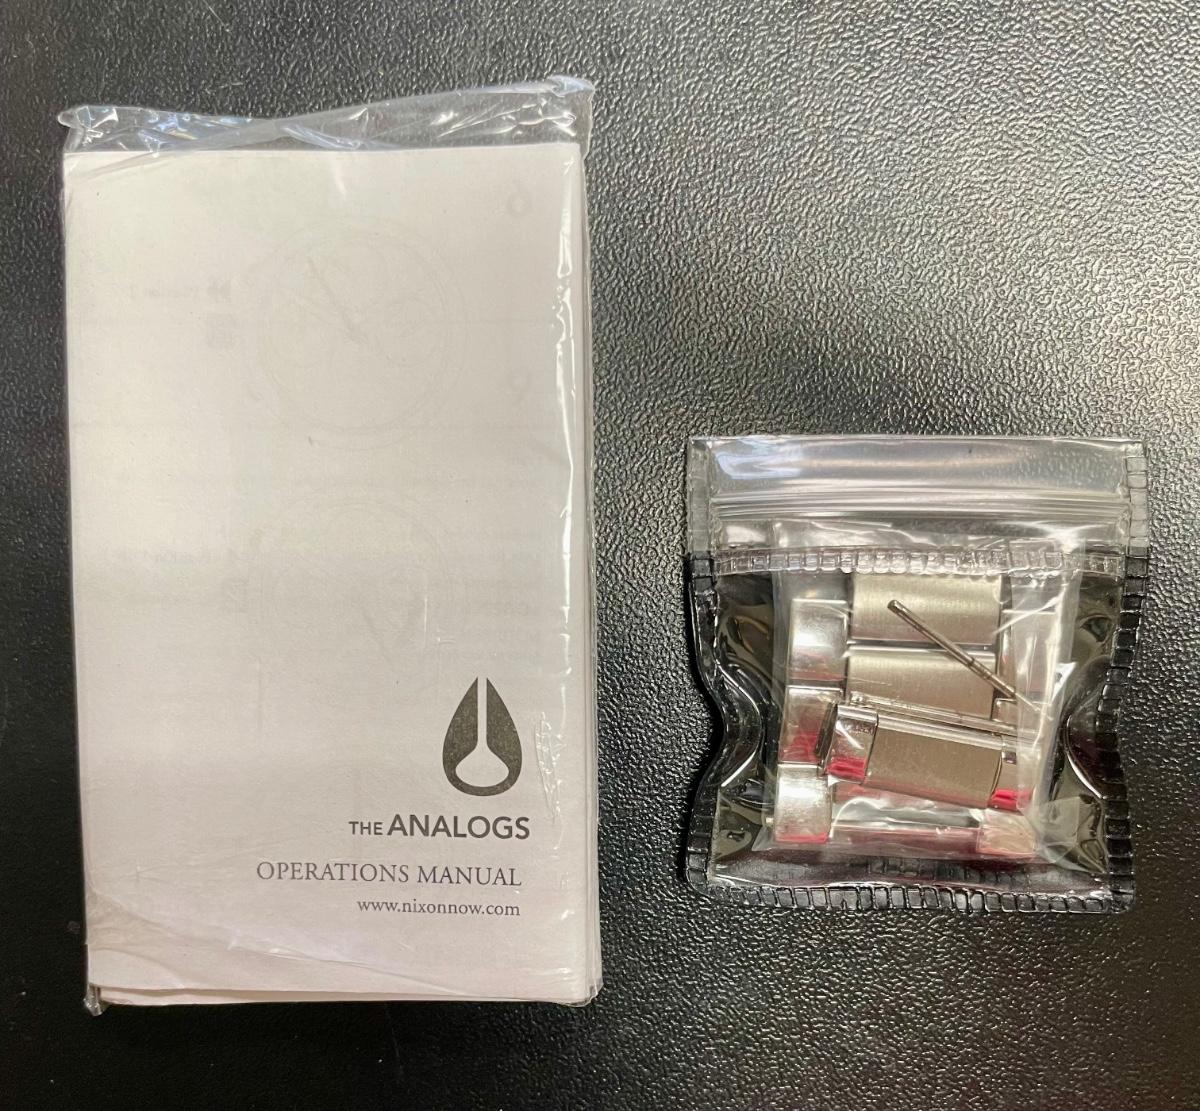 THE ANALOGS
OPERATIONS MANUAL
www.nixonnow.com